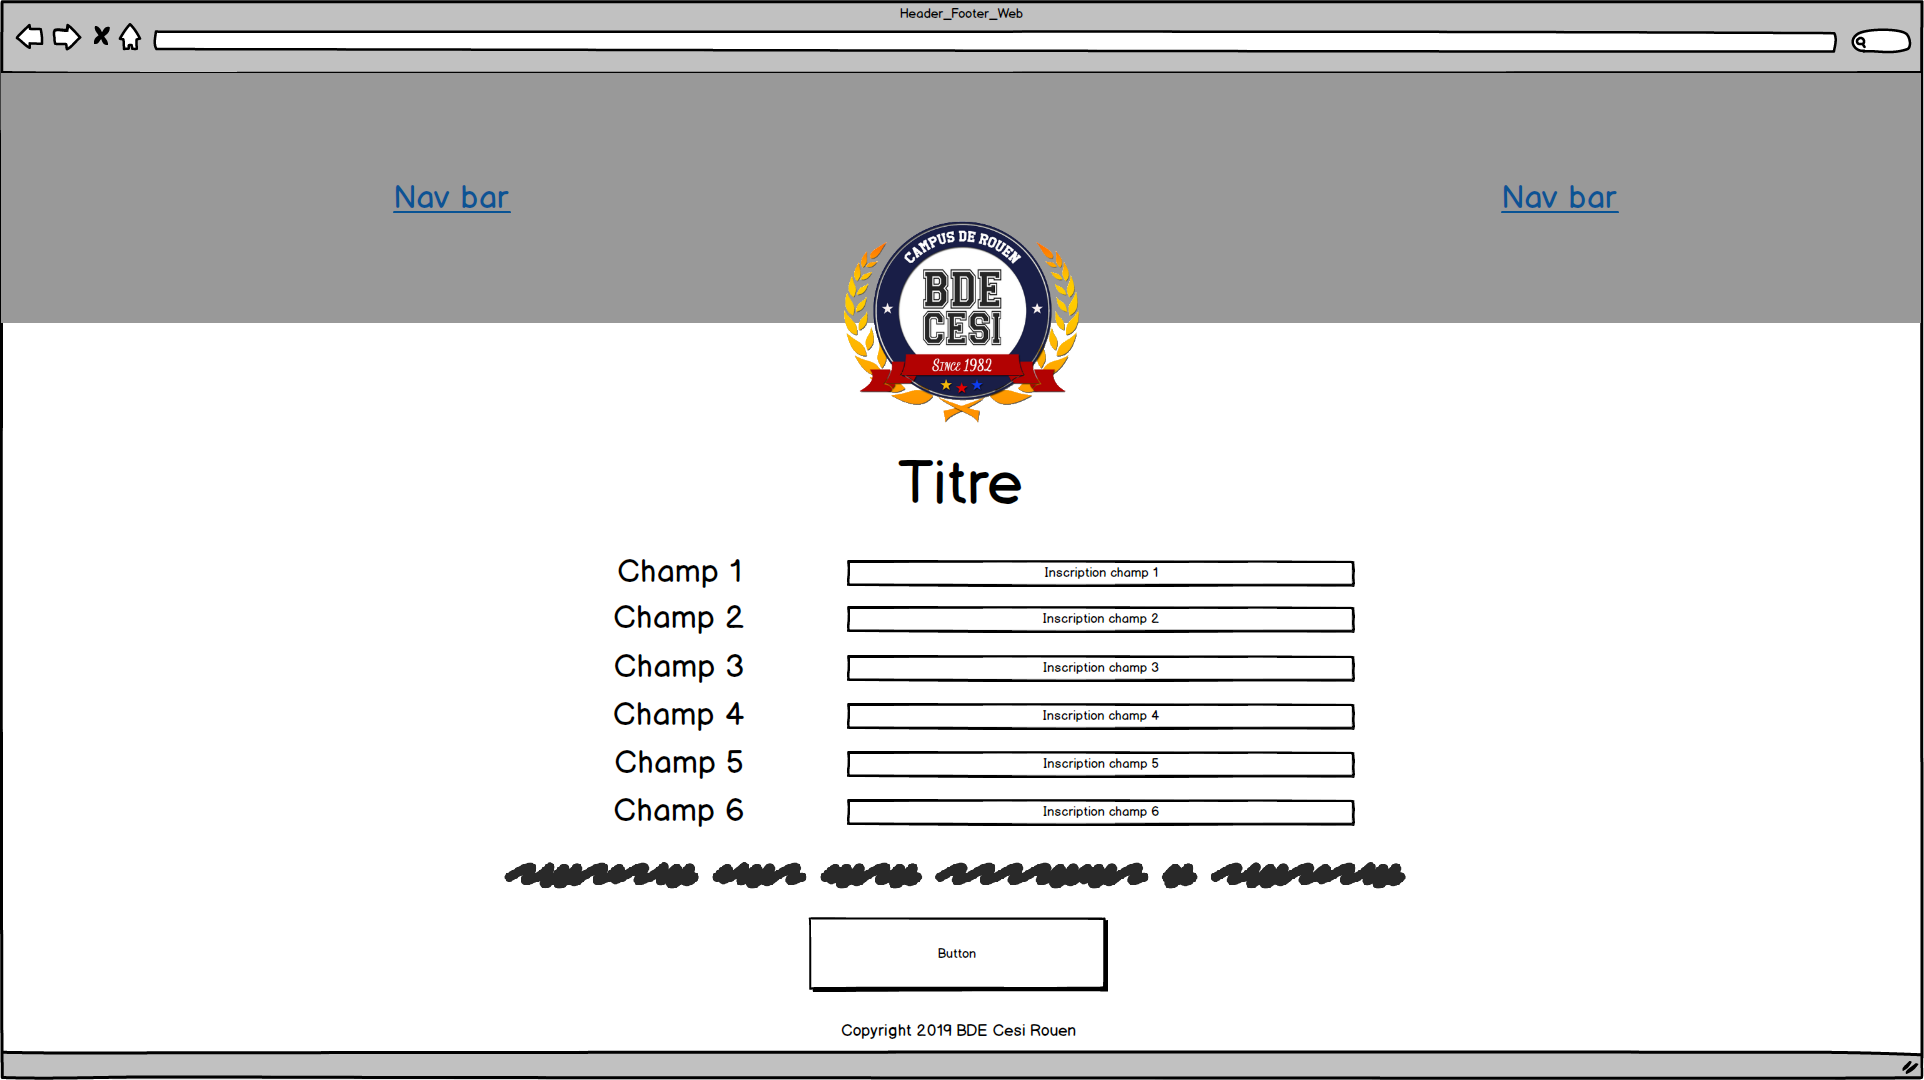 Header_Footer_Web
Nav bar
Nav bar
CAMPUS DE ROUEN
BDE
CESI
SINCE 1982
Titre
Champ 1
Inscription champ 1
Champ 2
Inscription champ 2
Champ 3
Inscription champ 3
Champ 4
Inscription champ 4
Champ 5
Inscription champ 5
Champ 6
Inscription champ 6
Button
Copyright 2019 BDE Cesi Rouen